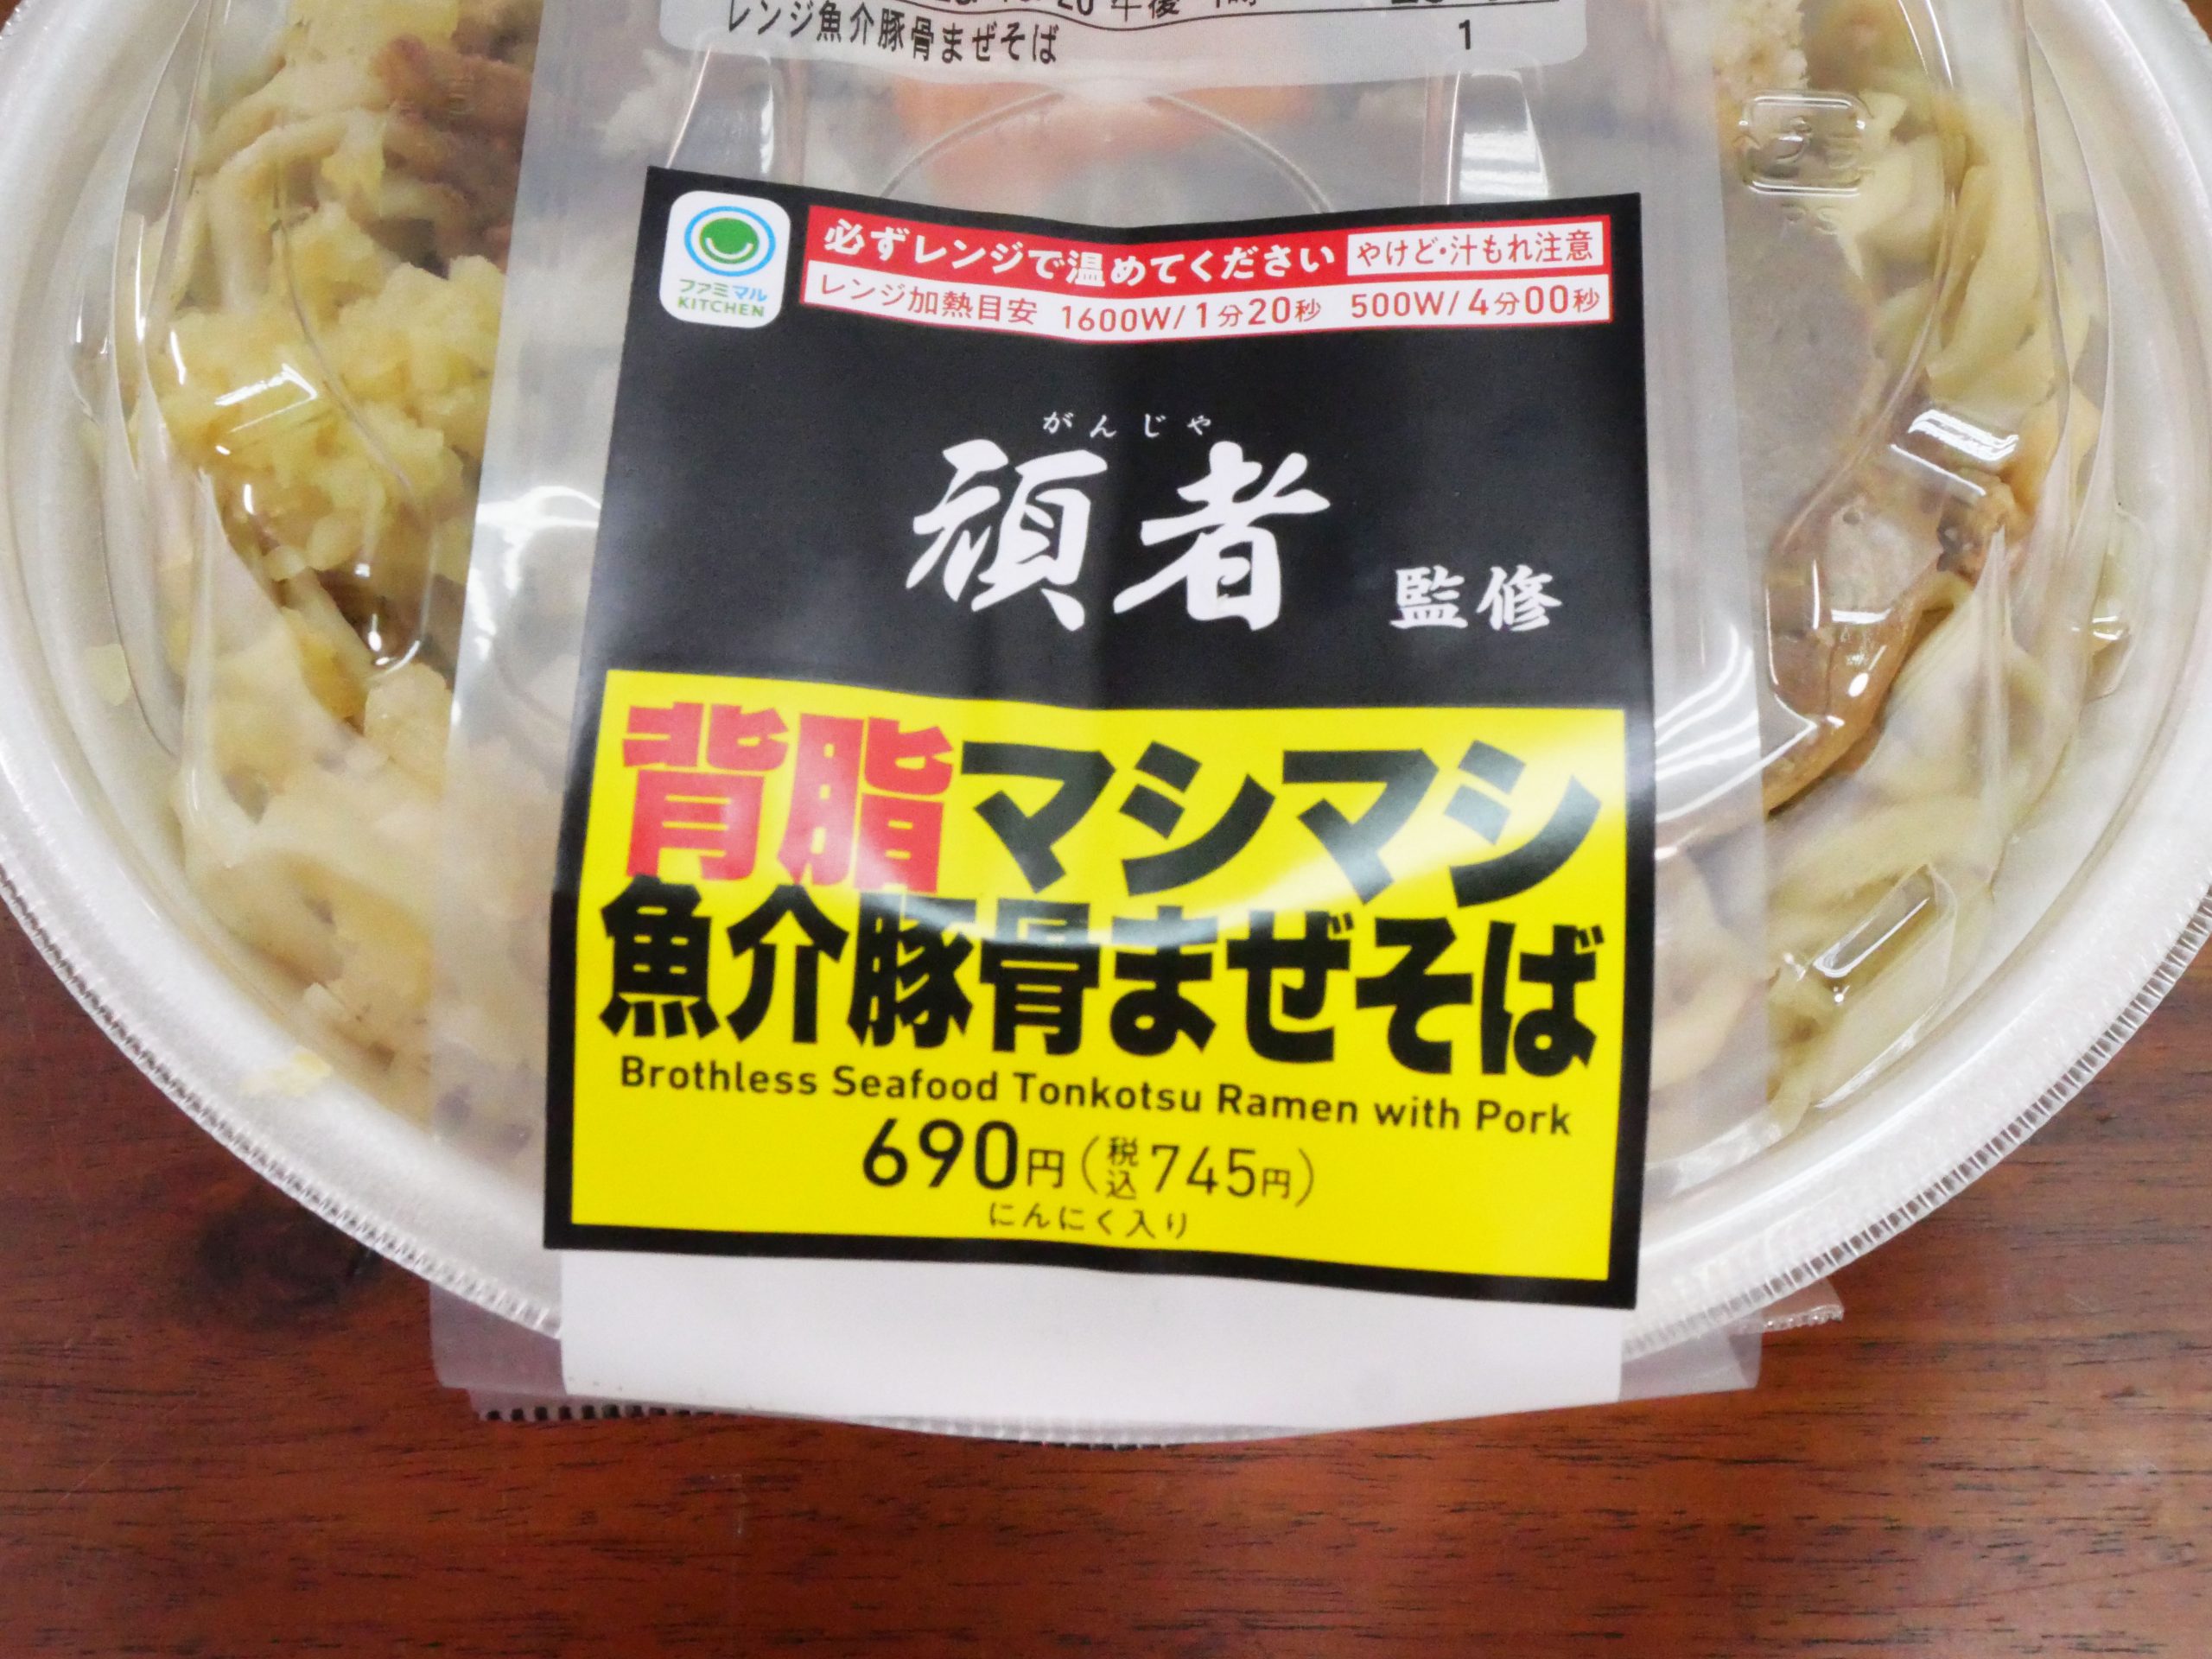 レンジ魚介豚骨まぜそば
1
ファミマル
KITCHEN
必ずレンジで温めてください やけど・汁もれ注意
レンジ加熱目安 1600W/1分20秒 500W/4分00秒
がんじゃ
頑者 監修
背脂マシマシ
魚介豚骨まぜそば
Brothless Seafood Tonkotsu Ramen with Pork
690円(税込745円)
にんにく入り